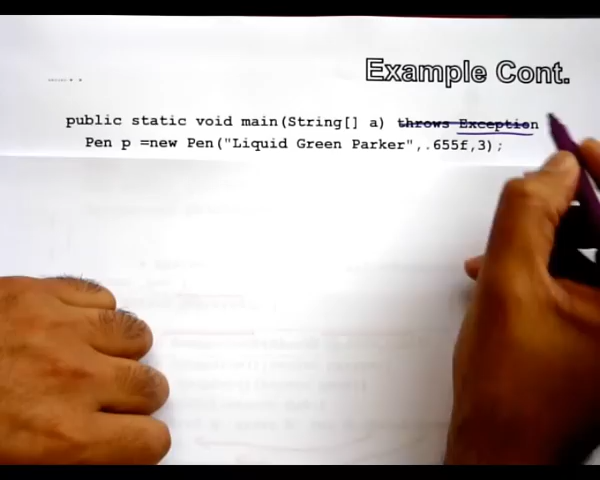 Example Cont.
public static void main(String[] a) throws Exception
Pen p =new Pen("Liquid Green Parker",.655f,3);